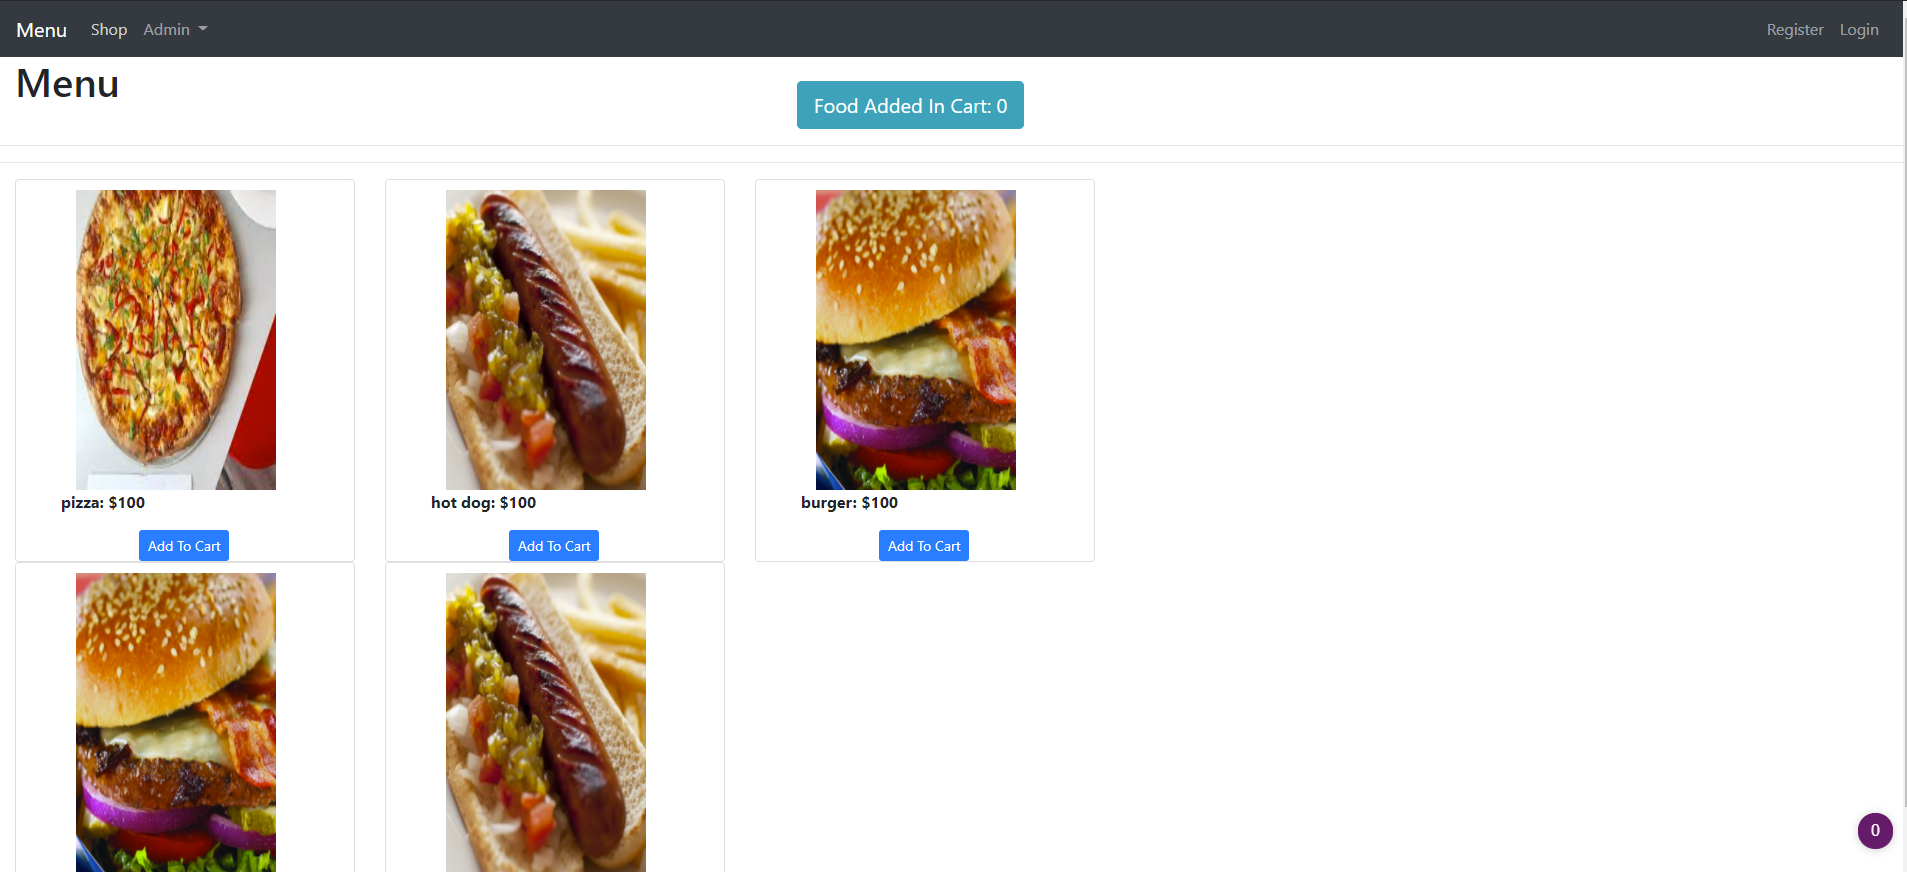 Menu Shop Admin Register Login
Menu
Food Added In Cart: 0
pizza: $100 hot dog: $100 burger: $100
Add To Cart Add To Cart Add To Cart
0